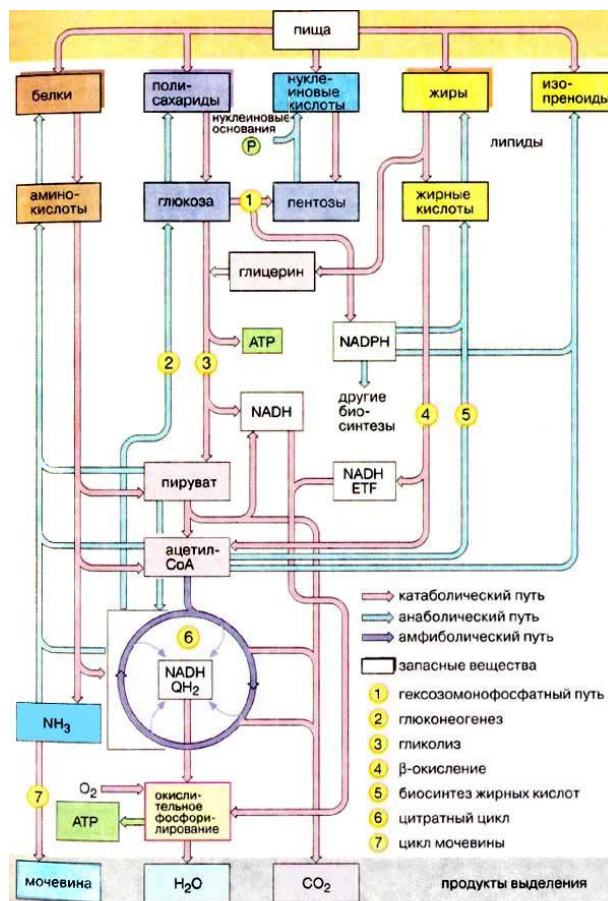 пища
белки
поли-
сахариды
нукле-
иновые
кислоты
жиры
изо-
преноиды
нуклеиновые
основания
P
липиды
амино-
кислоты
глюкоза
1
пентозы
жирные
кислоты
глицерин
ATP
NADPH
2
3
другие
био-
синтезы
4
5
NADH
пируват
NADH
ETF
ацетил-
CoA
6
NADH
QH₂
NH₃
7
O₂
окисли-
тельное
фосфори-
лирование
ATP
мочевина
H₂O
CO₂
продукты выделения
катаболический путь
анаболический путь
амфиболический путь
запасные вещества
1 гексозомонофосфатный путь
2 глюконеогенез
3 гликолиз
4 β-окисление
5 биосинтез жирных кислот
6 цитратный цикл
7 цикл мочевины